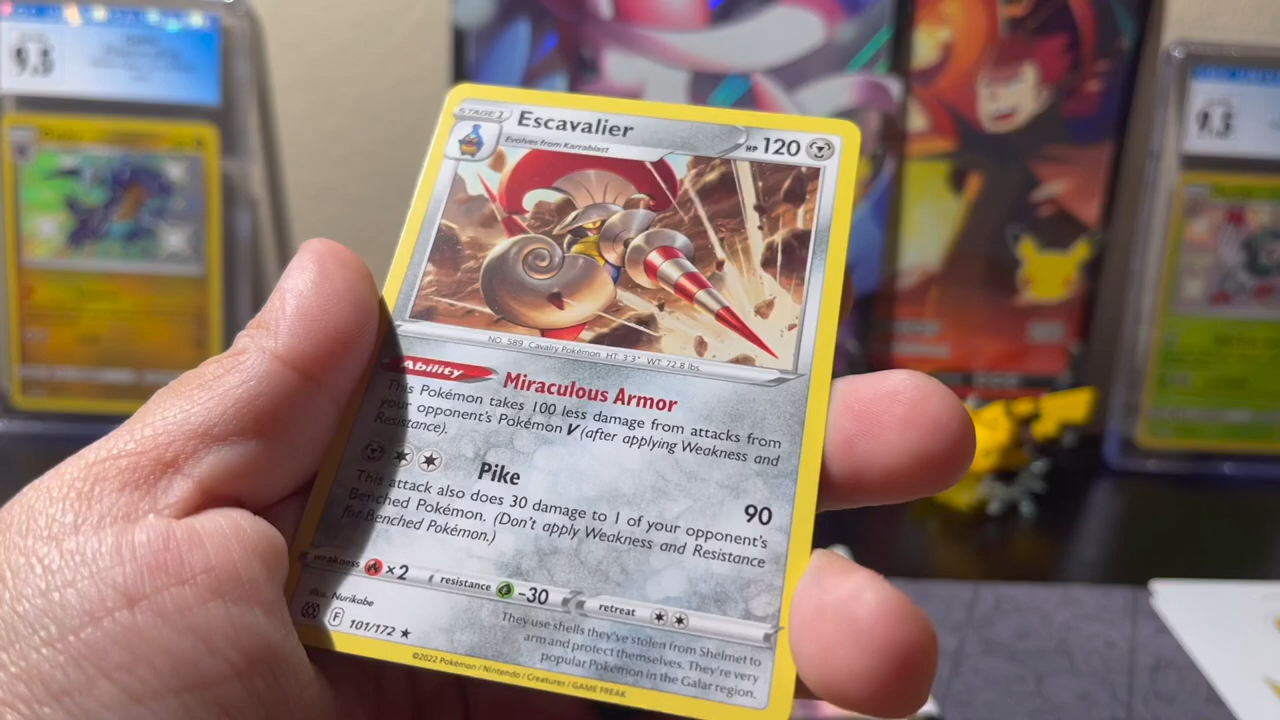 9.5
STAGE 1
Escavalier
HP 120
Evolves from Karrablast
NO. 589 Cavalry Pokémon HT: 3'3" WT: 72.8 lbs.
Ability
Miraculous Armor
This Pokémon takes 100 less damage from attacks from
your opponent's Pokémon V (after applying Weakness and
Resistance).
Pike
90
This attack also does 30 damage to 1 of your opponent's
Benched Pokémon. (Don't apply Weakness and Resistance
for Benched Pokémon.)
weakness ×2
resistance -30
retreat
Illus. Nurikabe
F 101/172 ★
They use shells they've stolen from Shelmet to
arm and protect themselves. They're very
popular Pokémon in the Galar region.
©2022 Pokémon / Nintendo / Creatures / GAME FREAK
9.5